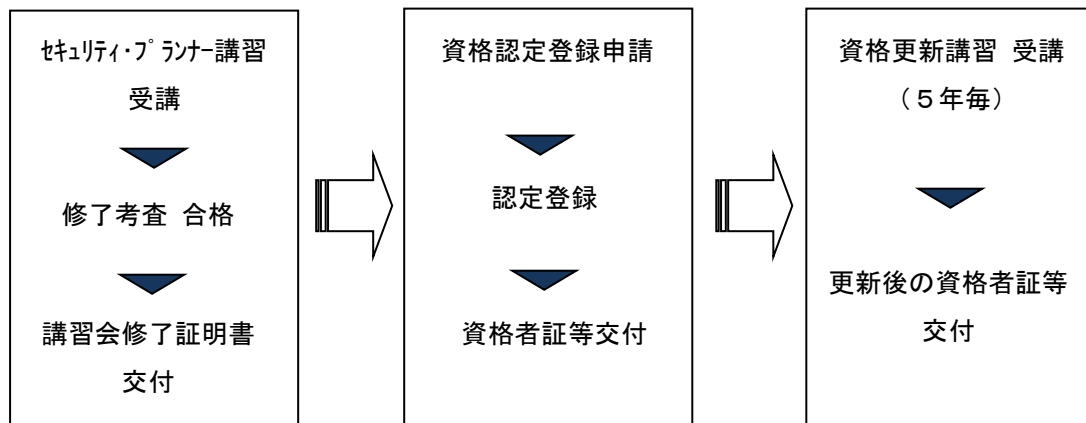 ｾｷｭﾘﾃｨ･ﾌﾟﾗﾝﾅｰ講習
受講
修了考査 合格
講習会修了証明書
交付
資格認定登録申請
認定登録
資格者証等交付
資格更新講習 受講
（５年毎）
更新後の資格者証等
交付